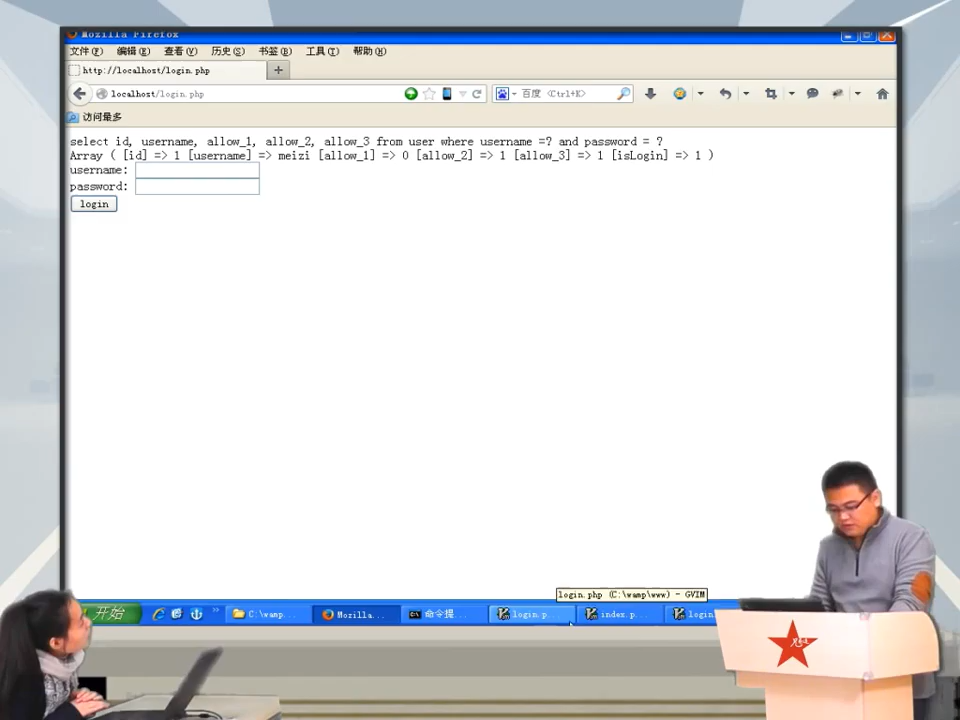 Mozilla Firefox
文件(F) 编辑(E) 查看(V) 历史(S) 书签(B) 工具(T) 帮助(H)
http://localhost/login.php
localhost/login.php 百度 <Ctrl+K>
访问最多
select id, username, allow_1, allow_2, allow_3 from user where username =? and password = ?
Array ( [id] => 1 [username] => meizi [allow_1] => 0 [allow_2] => 1 [allow_3] => 1 [isLogin] => 1 )
username:
password:
login
login.php (C:\wamp\www) - GVIM
开始 C:\wamp... Mozilla... 命令提... login.p... index.p... login